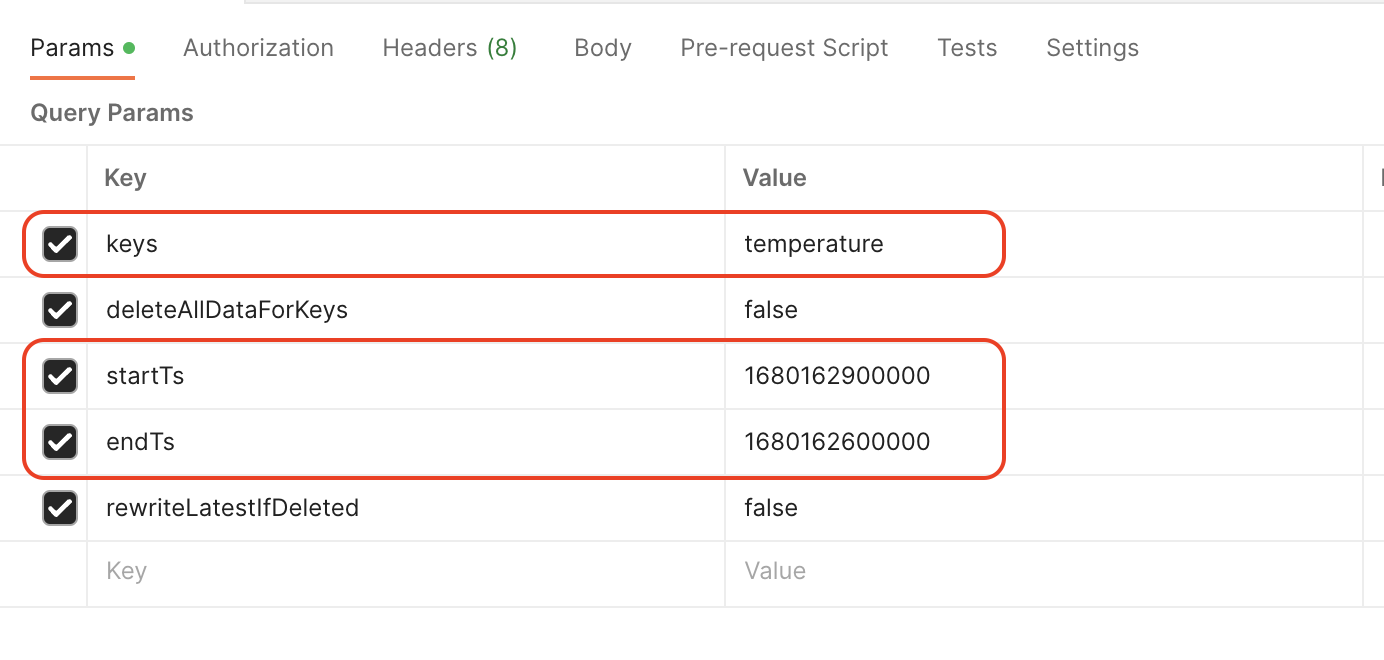 Params Authorization Headers (8) Body Pre-request Script Tests Settings
Query Params
Key Value
keys temperature
deleteAllDataForKeys false
startTs 1680162900000
endTs 1680162600000
rewriteLatestIfDeleted false
Key Value